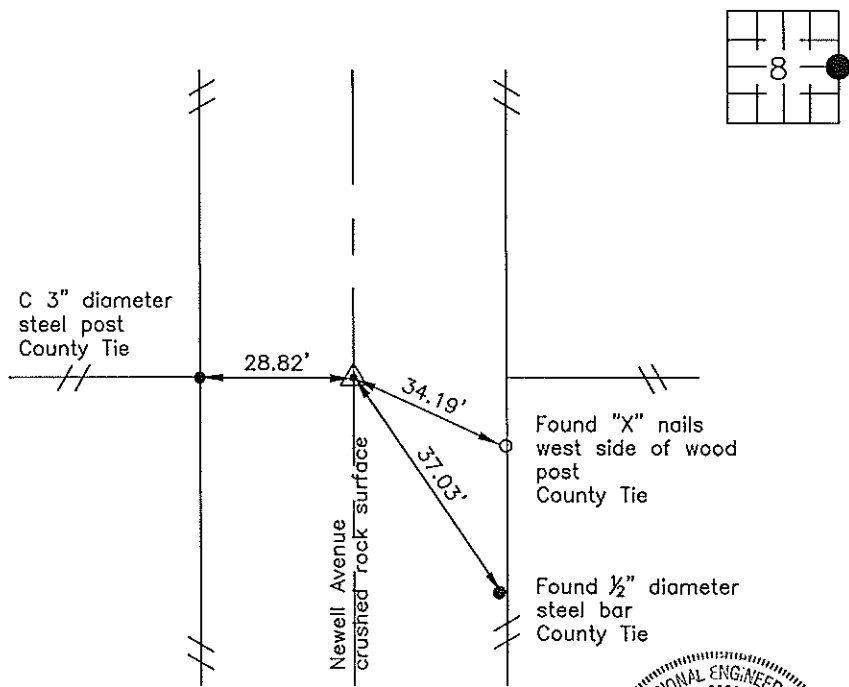 8
C 3" diameter
steel post
County Tie
28.82'
34.19'
37.03'
Found "X" nails
west side of wood
post
County Tie
Newell Avenue
crushed rock surface
Found ½" diameter
steel bar
County Tie
ENGINEER